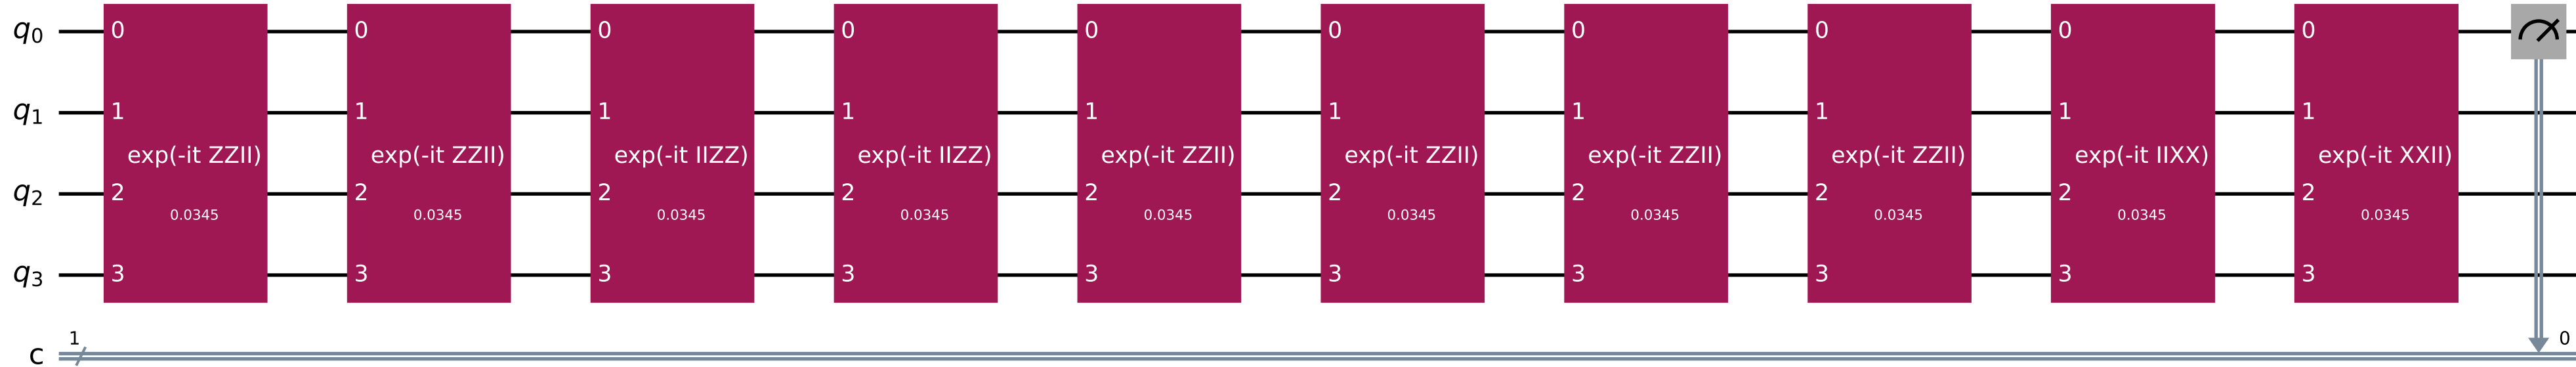 q0 0 0 0 0 0 0 0 0 0 0
q1 1 1 1 1 1 1 1 1 1 1
exp(-it ZZII) exp(-it ZZII) exp(-it IIZZ) exp(-it IIZZ) exp(-it ZZII) exp(-it ZZII) exp(-it ZZII) exp(-it ZZII) exp(-it IIXX) exp(-it XXII)
q2 2 2 2 2 2 2 2 2 2 2
0.0345 0.0345 0.0345 0.0345 0.0345 0.0345 0.0345 0.0345 0.0345 0.0345
q3 3 3 3 3 3 3 3 3 3 3
1 0
c